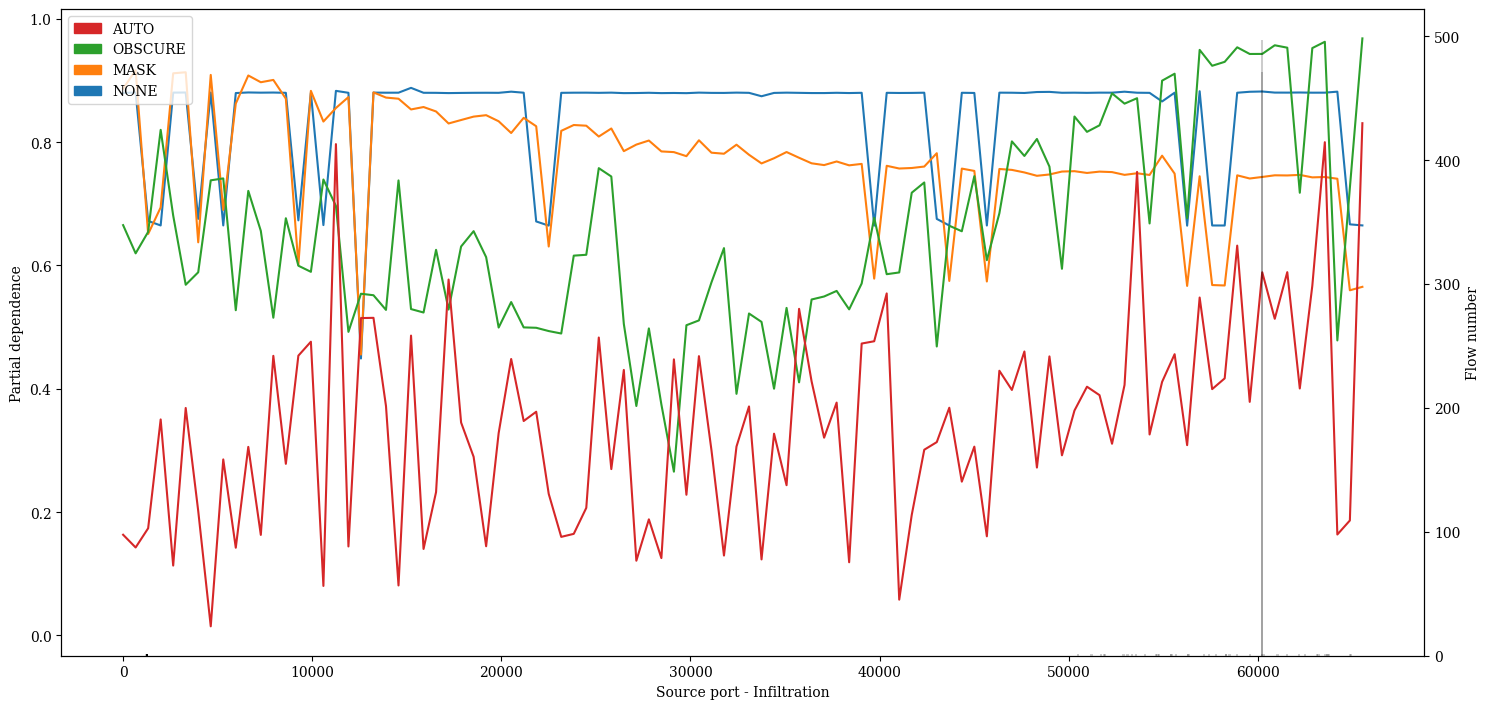 AUTO
OBSCURE
MASK
NONE
1.0
0.8
0.6
0.4
0.2
0.0
Partial dependence
500
400
300
200
100
0
Flow number
0
10000
20000
30000
40000
50000
60000
Source port - Infiltration